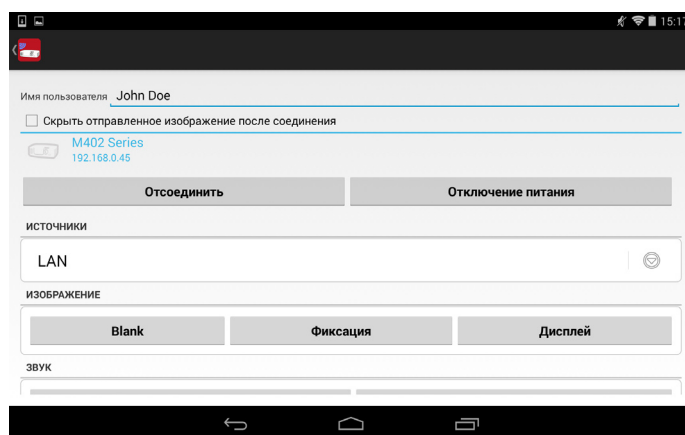 15:17
Имя пользователя John Doe
Скрыть отправленное изображение после соединения
M402 Series
192.168.0.45
Отсоединить Отключение питания
ИСТОЧНИКИ
LAN
ИЗОБРАЖЕНИЕ
Blank Фиксация Дисплей
ЗВУК